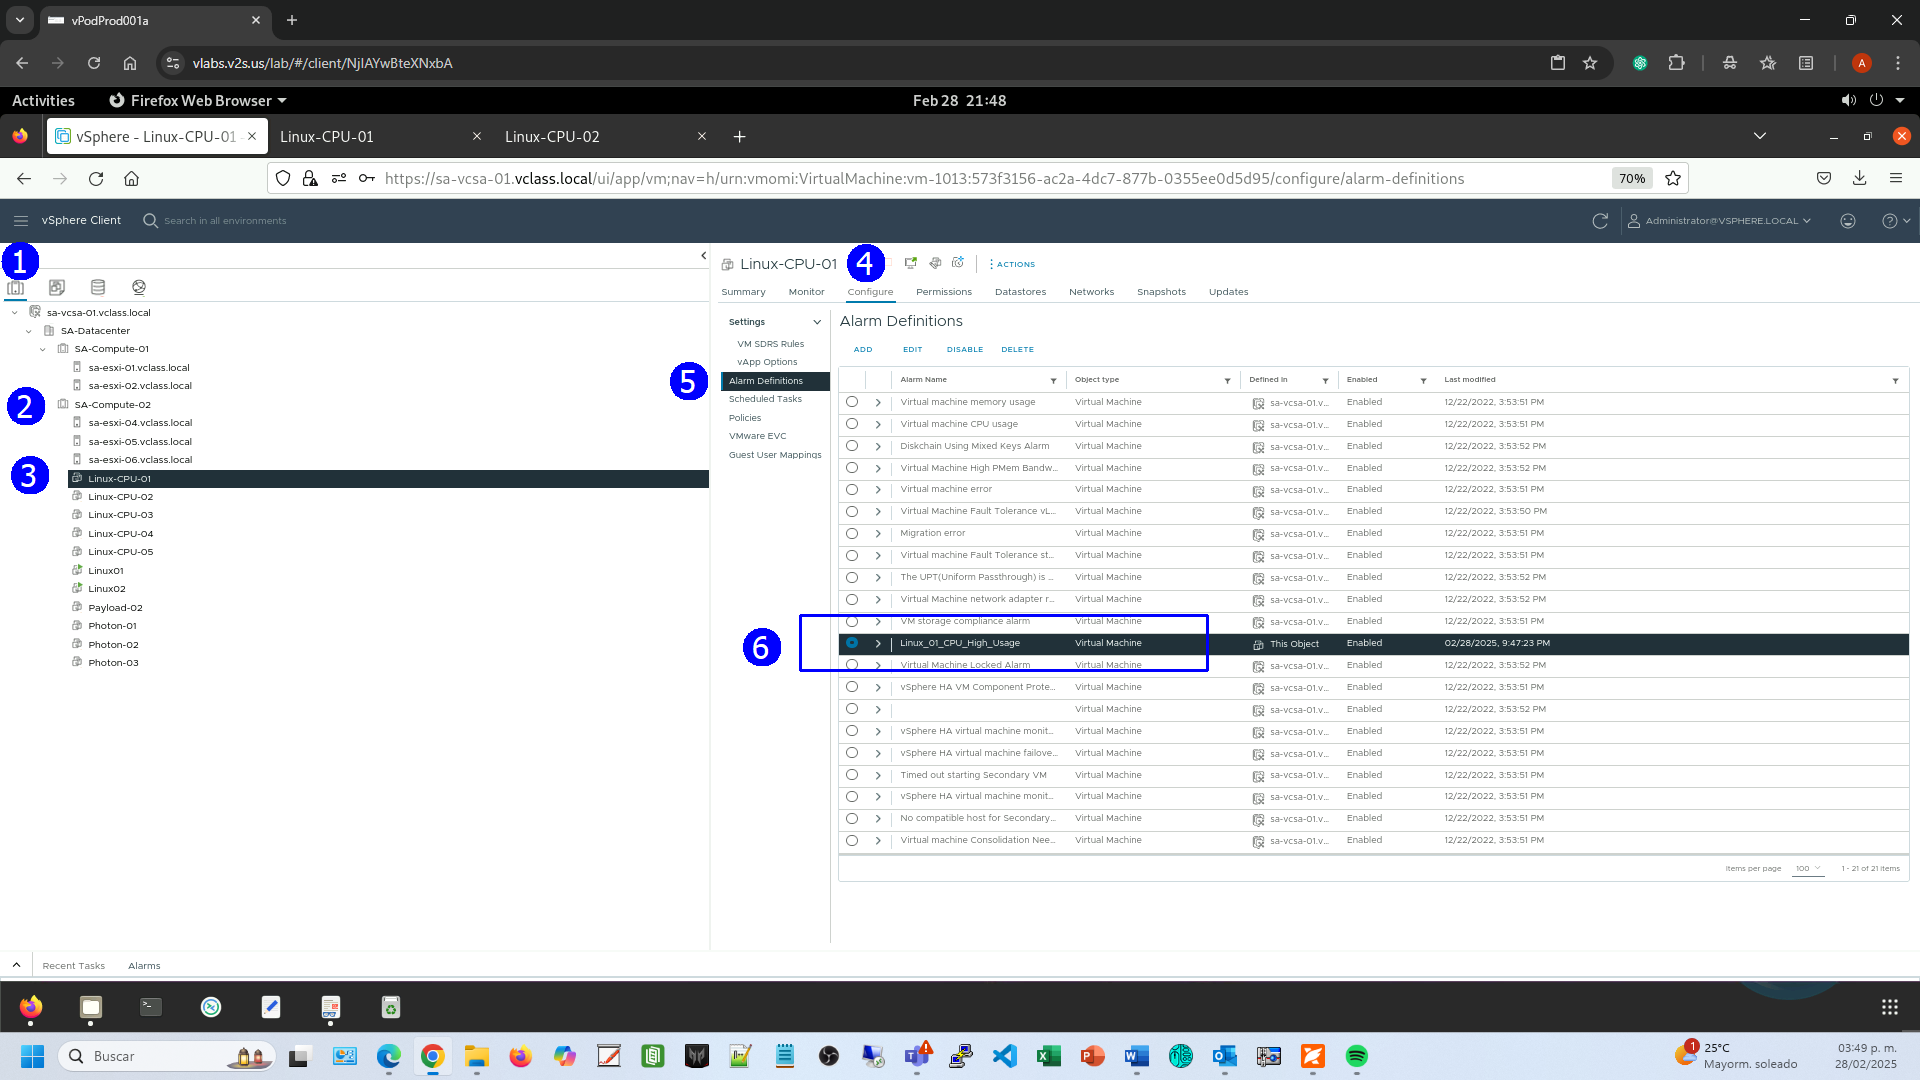 vPodProd001a
vlabs.v2s.us/lab/#/client/NjIAYwBteXNxbA
A
Activities
Firefox Web Browser
Feb 28 21:48
vSphere - Linux-CPU-01
Linux-CPU-01
Linux-CPU-02
https://sa-vcsa-01.vclass.local/ui/app/vm;nav=h/urn:vmomi:VirtualMachine:vm-1013:573f3156-ac2a-4dc7-877b-0355ee0d5d95/configure/alarm-definitions
70%
vSphere Client
Search in all environments
Administrator@VSPHERE.LOCAL
1
sa-vcsa-01.vclass.local
SA-Datacenter
SA-Compute-01
sa-esxi-01.vclass.local
sa-esxi-02.vclass.local
2
SA-Compute-02
sa-esxi-04.vclass.local
sa-esxi-05.vclass.local
sa-esxi-06.vclass.local
3
Linux-CPU-01
Linux-CPU-02
Linux-CPU-03
Linux-CPU-04
Linux-CPU-05
Linux01
Linux02
Payload-02
Photon-01
Photon-02
Photon-03
Linux-CPU-01
4
ACTIONS
Summary Monitor Configure Permissions Datastores Networks Snapshots Updates
Settings
VM SDRS Rules
vApp Options
5
Alarm Definitions
Scheduled Tasks
Policies
VMware EVC
Guest User Mappings
Alarm Definitions
ADD EDIT DISABLE DELETE
Alarm Name Object type Defined In Enabled Last modified
Virtual machine memory usage Virtual Machine sa-vcsa-01.v... Enabled 12/22/2022, 3:53:51 PM
Virtual machine CPU usage Virtual Machine sa-vcsa-01.v... Enabled 12/22/2022, 3:53:51 PM
Diskchain Using Mixed Keys Alarm Virtual Machine sa-vcsa-01.v... Enabled 12/22/2022, 3:53:52 PM
Virtual Machine High PMem Bandw... Virtual Machine sa-vcsa-01.v... Enabled 12/22/2022, 3:53:51 PM
Virtual machine error Virtual Machine sa-vcsa-01.v... Enabled 12/22/2022, 3:53:51 PM
Virtual Machine Fault Tolerance vL... Virtual Machine sa-vcsa-01.v... Enabled 12/22/2022, 3:53:50 PM
Migration error Virtual Machine sa-vcsa-01.v... Enabled 12/22/2022, 3:53:51 PM
Virtual machine Fault Tolerance st... Virtual Machine sa-vcsa-01.v... Enabled 12/22/2022, 3:53:52 PM
The UPT(Uniform Passthrough) is ... Virtual Machine sa-vcsa-01.v... Enabled 12/22/2022, 3:53:52 PM
Virtual Machine network adapter r... Virtual Machine sa-vcsa-01.v... Enabled 12/22/2022, 3:53:52 PM
VM storage compliance alarm Virtual Machine sa-vcsa-01.v... Enabled 12/22/2022, 3:53:51 PM
6
Linux_01_CPU_High_Usage Virtual Machine This Object Enabled 02/28/2025, 9:47:23 PM
Virtual Machine Locked Alarm Virtual Machine sa-vcsa-01.v... Enabled 12/22/2022, 3:53:52 PM
vSphere HA VM Component Prote... Virtual Machine sa-vcsa-01.v... Enabled 12/22/2022, 3:53:51 PM
Virtual Machine sa-vcsa-01.v... Enabled 12/22/2022, 3:53:52 PM
vSphere HA virtual machine monit... Virtual Machine sa-vcsa-01.v... Enabled 12/22/2022, 3:53:51 PM
vSphere HA virtual machine failove... Virtual Machine sa-vcsa-01.v... Enabled 12/22/2022, 3:53:51 PM
Timed out starting Secondary VM Virtual Machine sa-vcsa-01.v... Enabled 12/22/2022, 3:53:51 PM
vSphere HA virtual machine monit... Virtual Machine sa-vcsa-01.v... Enabled 12/22/2022, 3:53:51 PM
No compatible host for Secondary... Virtual Machine sa-vcsa-01.v... Enabled 12/22/2022, 3:53:51 PM
Virtual machine Consolidation Nee... Virtual Machine sa-vcsa-01.v... Enabled 12/22/2022, 3:53:51 PM
Items per page 100 1 - 21 of 21 items
Recent Tasks Alarms
Buscar
1
25°C
Mayorm. soleado
03:49 p. m.
28/02/2025